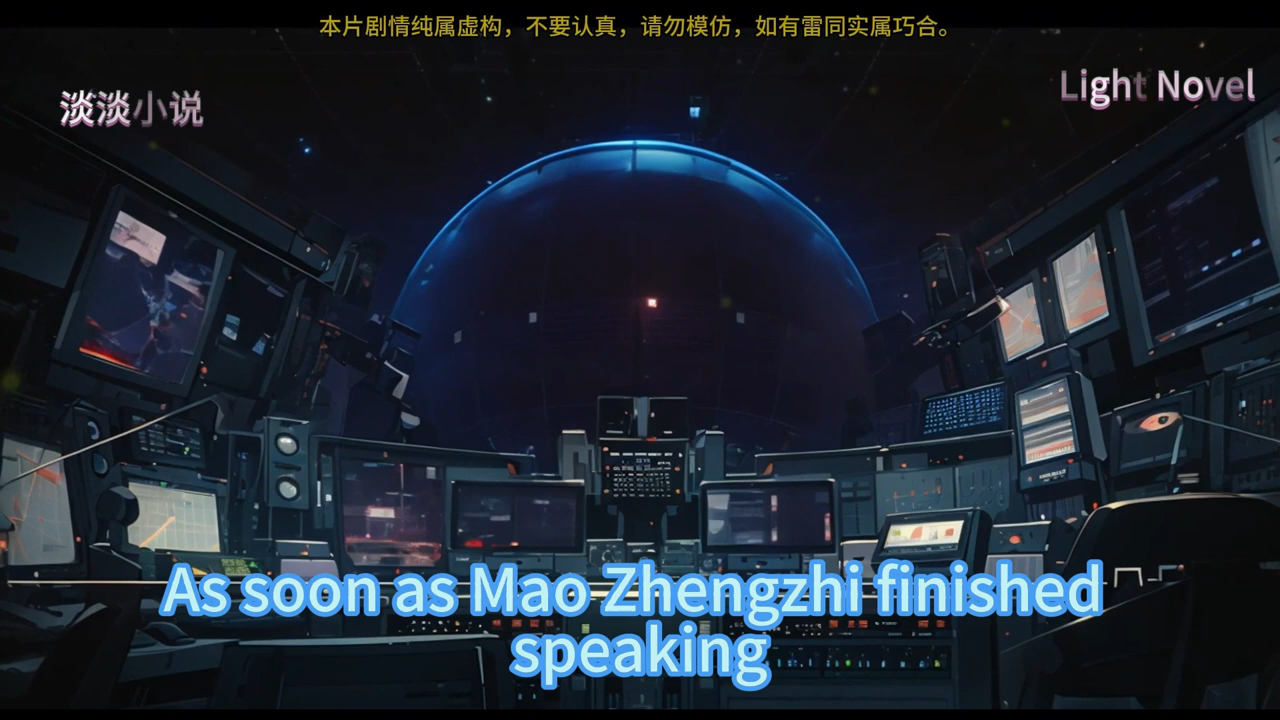 本片剧情纯属虚构，不要认真，请勿模仿，如有雷同实属巧合。
淡淡小说
Light Novel
As soon as Mao Zhengzhi finished
speaking